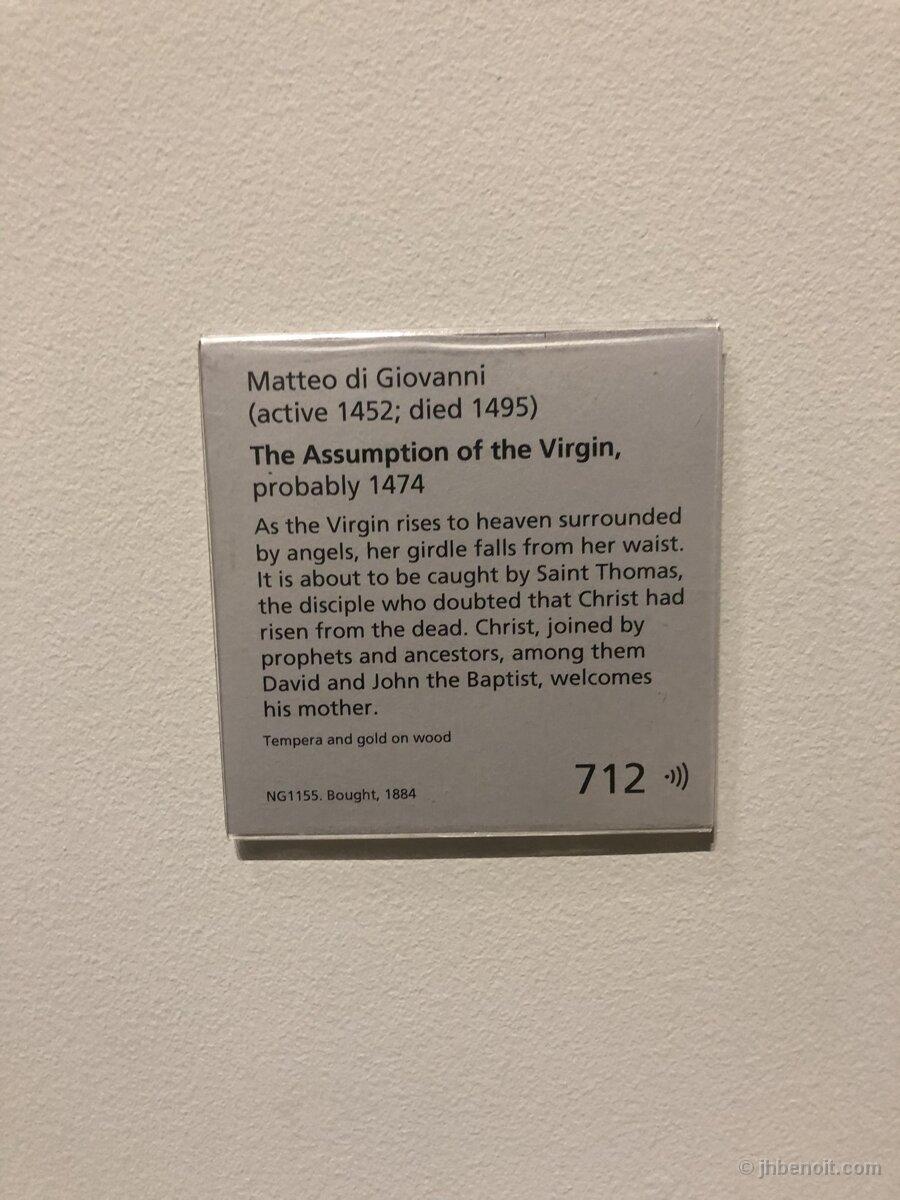 Matteo di Giovanni
(active 1452; died 1495)
The Assumption of the Virgin,
probably 1474
As the Virgin rises to heaven surrounded
by angels, her girdle falls from her waist.
It is about to be caught by Saint Thomas,
the disciple who doubted that Christ had
risen from the dead. Christ, joined by
prophets and ancestors, among them
David and John the Baptist, welcomes
his mother.
Tempera and gold on wood
712
NG1155. Bought, 1884
© jhbenoit.com